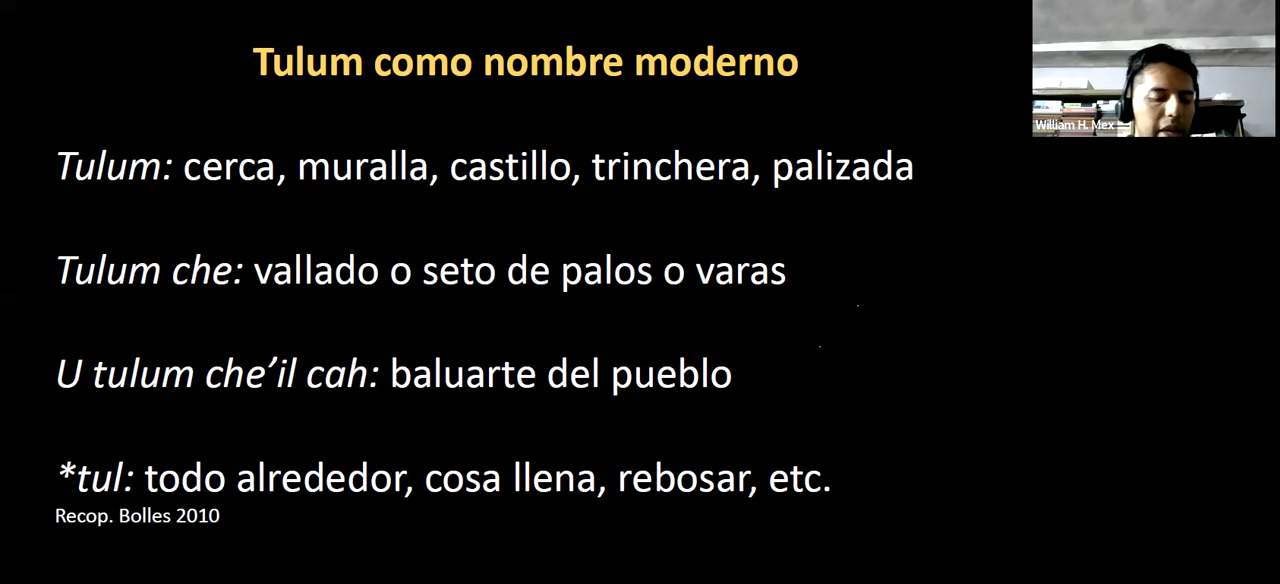 Tulum como nombre moderno
William H. Mex
Tulum: cerca, muralla, castillo, trinchera, palizada
Tulum che: vallado o seto de palos o varas
U tulum che’il cah: baluarte del pueblo
*tul: todo alrededor, cosa llena, rebosar, etc.
Recop. Bolles 2010